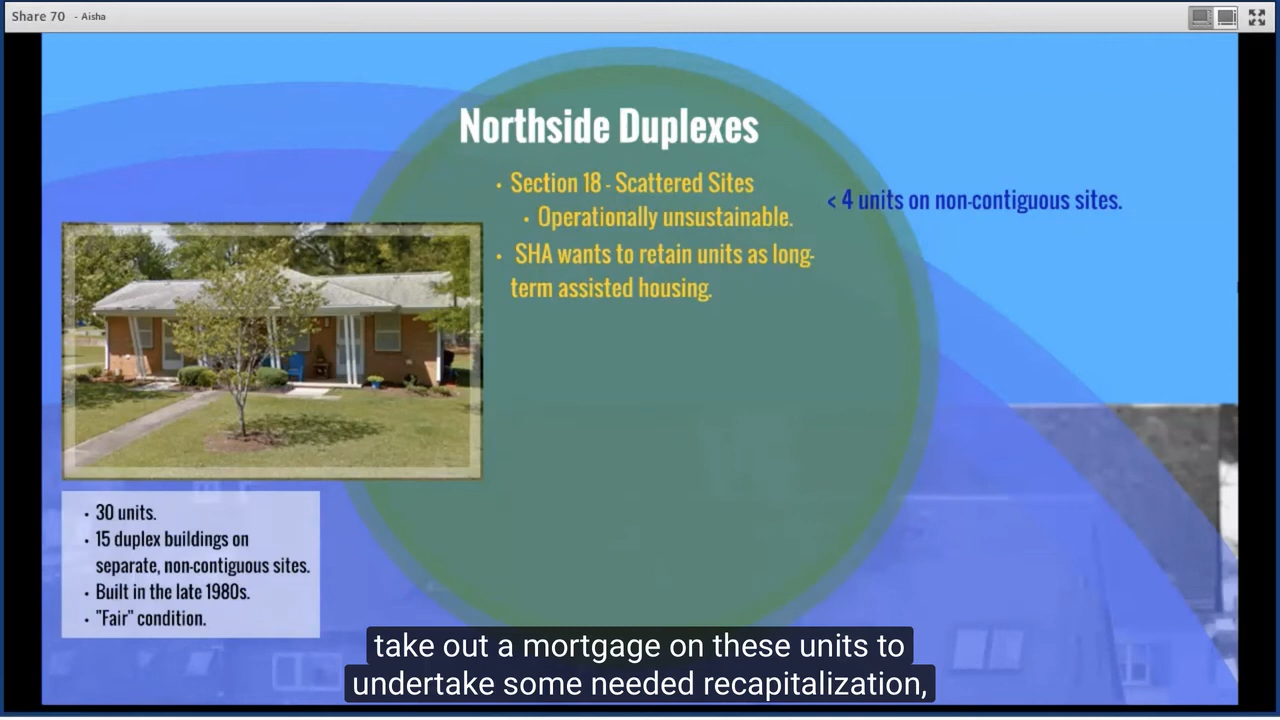 Share 70 - Aisha
Northside Duplexes
• Section 18 - Scattered Sites
• Operationally unsustainable.
• SHA wants to retain units as long-
term assisted housing.
< 4 units on non-contiguous sites.
• 30 units.
• 15 duplex buildings on
separate, non-contiguous sites.
• Built in the late 1980s.
• "Fair" condition.
take out a mortgage on these units to
undertake some needed recapitalization,